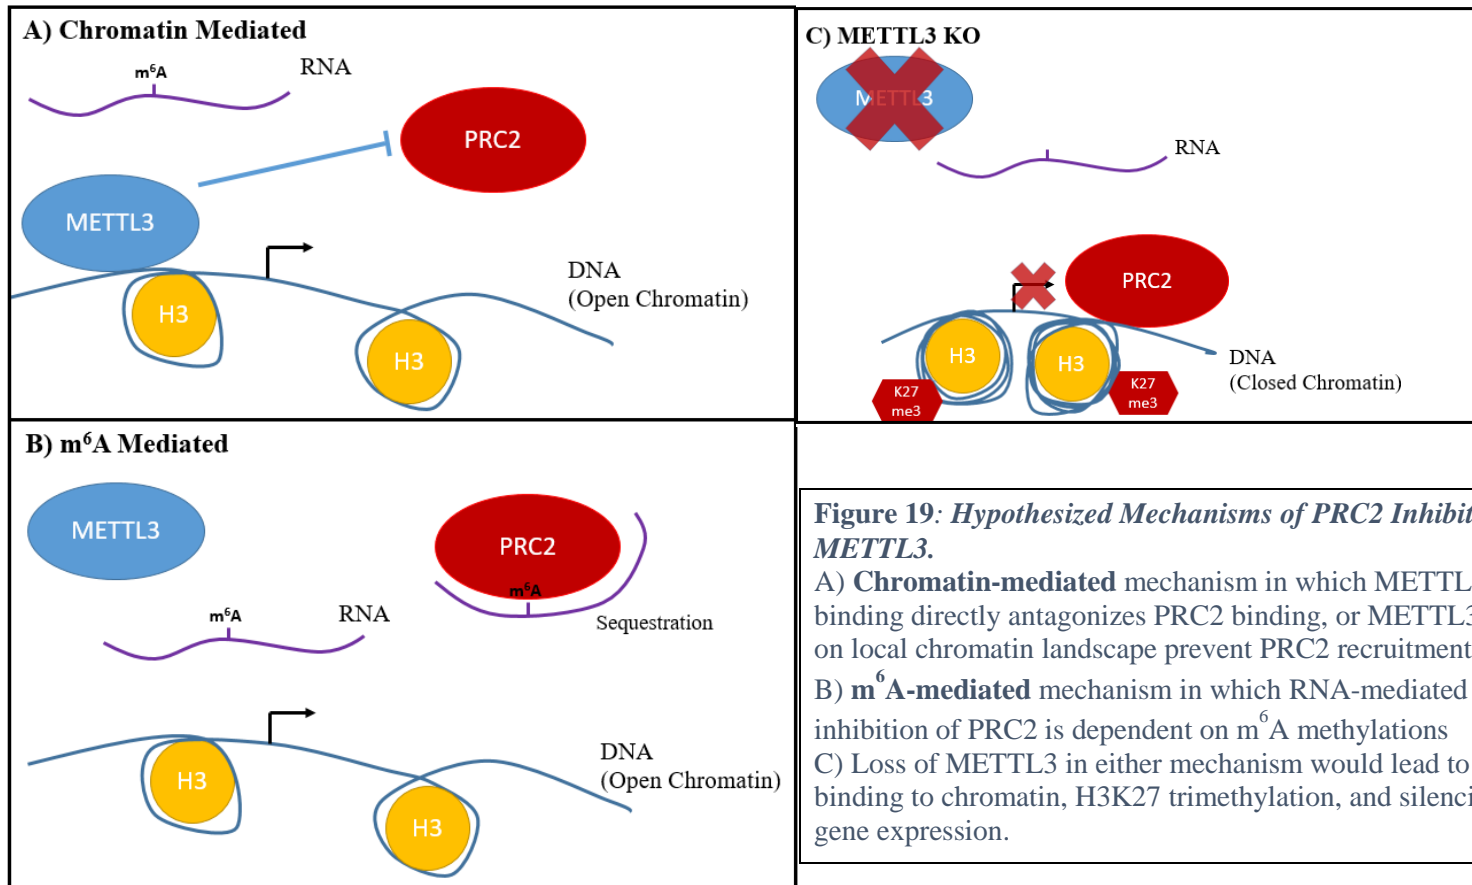 A) Chromatin Mediated
m⁶A
RNA
PRC2
METTL3
DNA
(Open Chromatin)
H3
H3
B) m⁶A Mediated
METTL3
PRC2
m⁶A
Sequestration
m⁶A
RNA
DNA
(Open Chromatin)
H3
H3
C) METTL3 KO
METTL3
RNA
PRC2
H3
H3
DNA
(Closed Chromatin)
K27
me3
K27
me3
Figure 19: Hypothesized Mechanisms of PRC2 Inhibit
METTL3.
A) Chromatin-mediated mechanism in which METTL
binding directly antagonizes PRC2 binding, or METTL3
on local chromatin landscape prevent PRC2 recruitment
B) m⁶A-mediated mechanism in which RNA-mediated
inhibition of PRC2 is dependent on m⁶A methylations
C) Loss of METTL3 in either mechanism would lead to
binding to chromatin, H3K27 trimethylation, and silenci
gene expression.